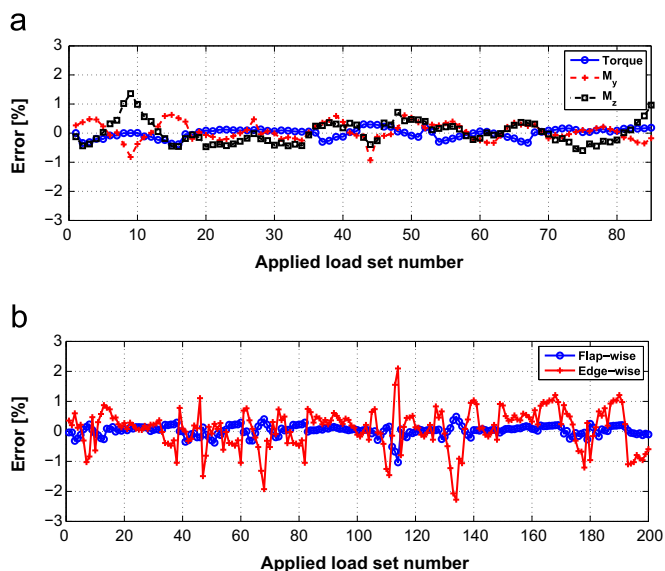 a
3
2
1
0
−1
−2
−3
Error [%]
Torque
My
Mz
0 10 20 30 40 50 60 70 80
Applied load set number
b
3
2
1
0
−1
−2
−3
Error [%]
Flap−wise
Edge−wise
0 20 40 60 80 100 120 140 160 180 200
Applied load set number